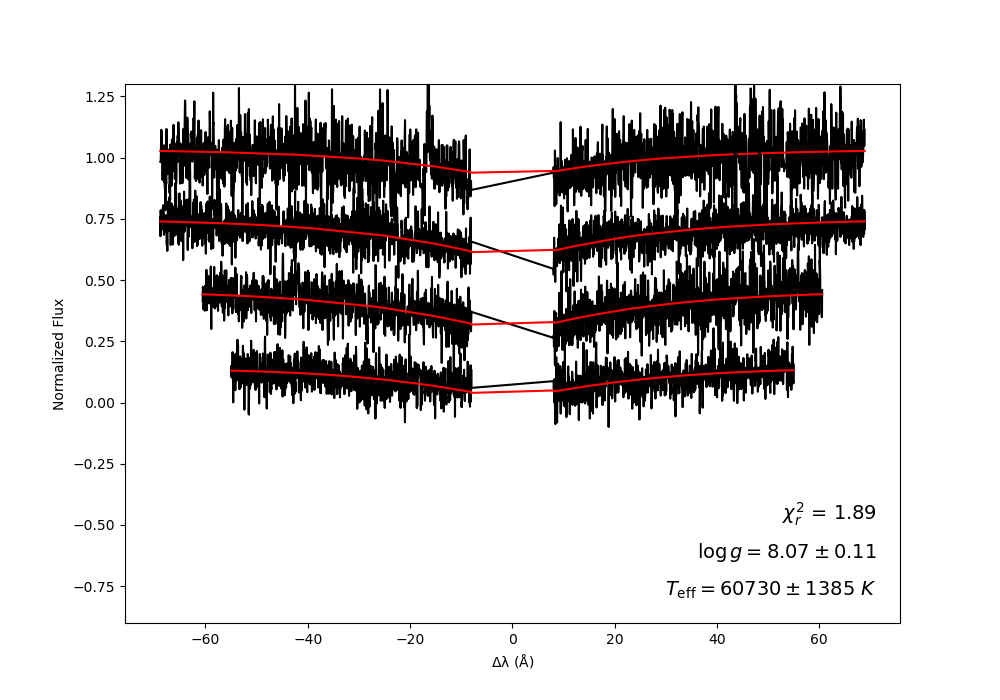 1.25
1.00
0.75
0.50
0.25
0.00
−0.25
−0.50
−0.75
Normalized Flux
χ²ᵣ = 1.89
log g = 8.07 ± 0.11
T_eff = 60730 ± 1385 K
−60 −40 −20 0 20 40 60
Δλ (Å)